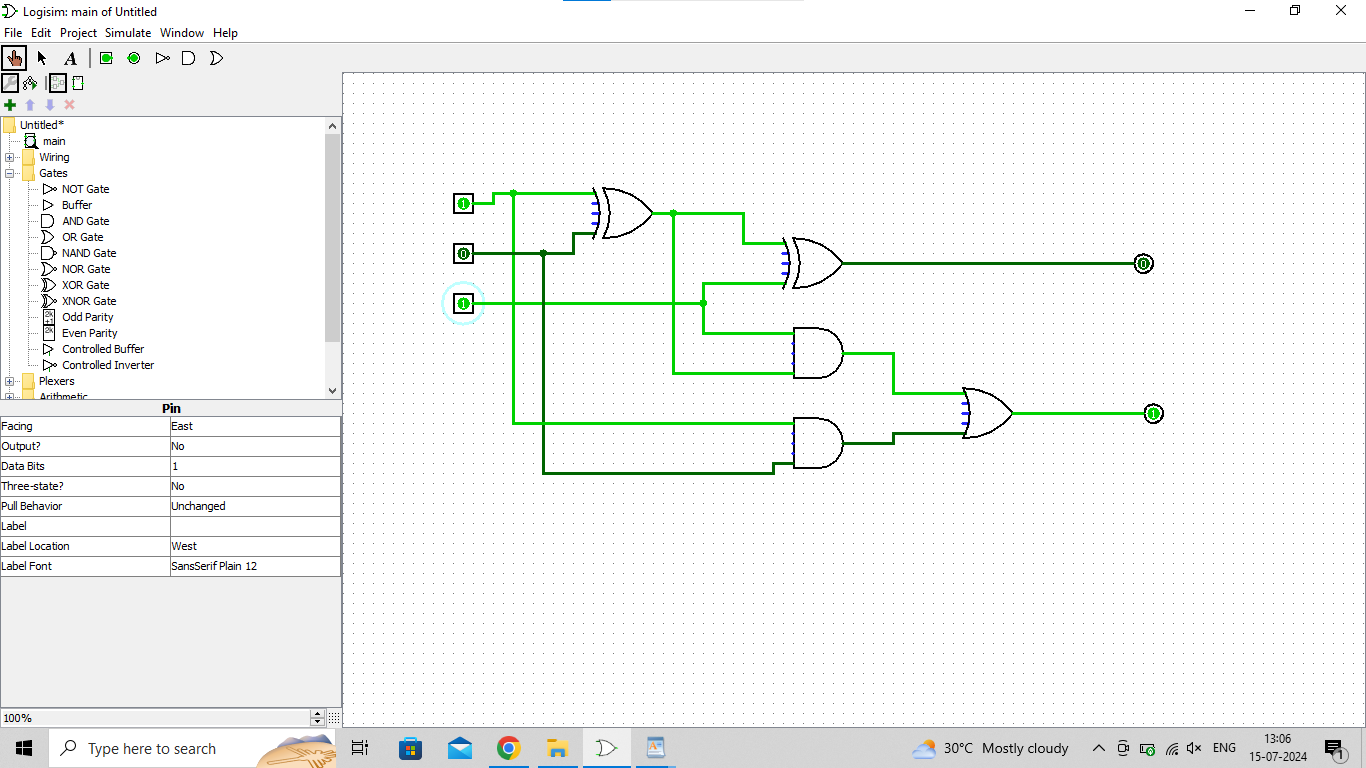 Logisim: main of Untitled
File Edit Project Simulate Window Help
A
Untitled*
main
Wiring
Gates
NOT Gate
Buffer
AND Gate
OR Gate
NAND Gate
NOR Gate
XOR Gate
XNOR Gate
Odd Parity
Even Parity
Controlled Buffer
Controlled Inverter
Plexers
Arithmetic
Pin
Facing East
Output? No
Data Bits 1
Three-state? No
Pull Behavior Unchanged
Label
Label Location West
Label Font SansSerif Plain 12
100%
1
0
1
0
1
Type here to search
30°C Mostly cloudy
ENG
13:06
15-07-2024
1